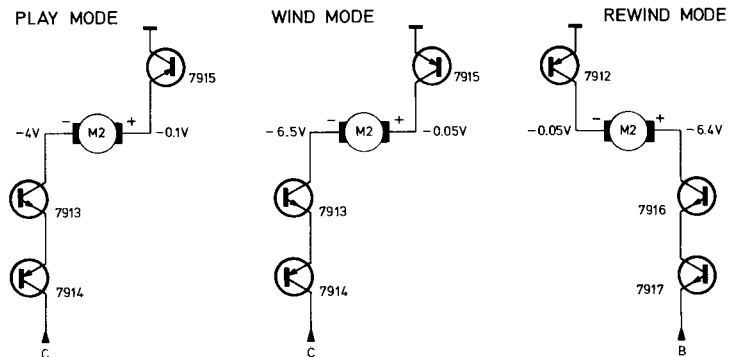 PLAY MODE
WIND MODE
REWIND MODE
7915
7915
7912
-4V
-
M2
+
-0.1V
-6.5V
-
M2
+
-0.05V
-0.05V
-
M2
+
-6.4V
7913
7913
7916
7914
7914
7917
C
C
B